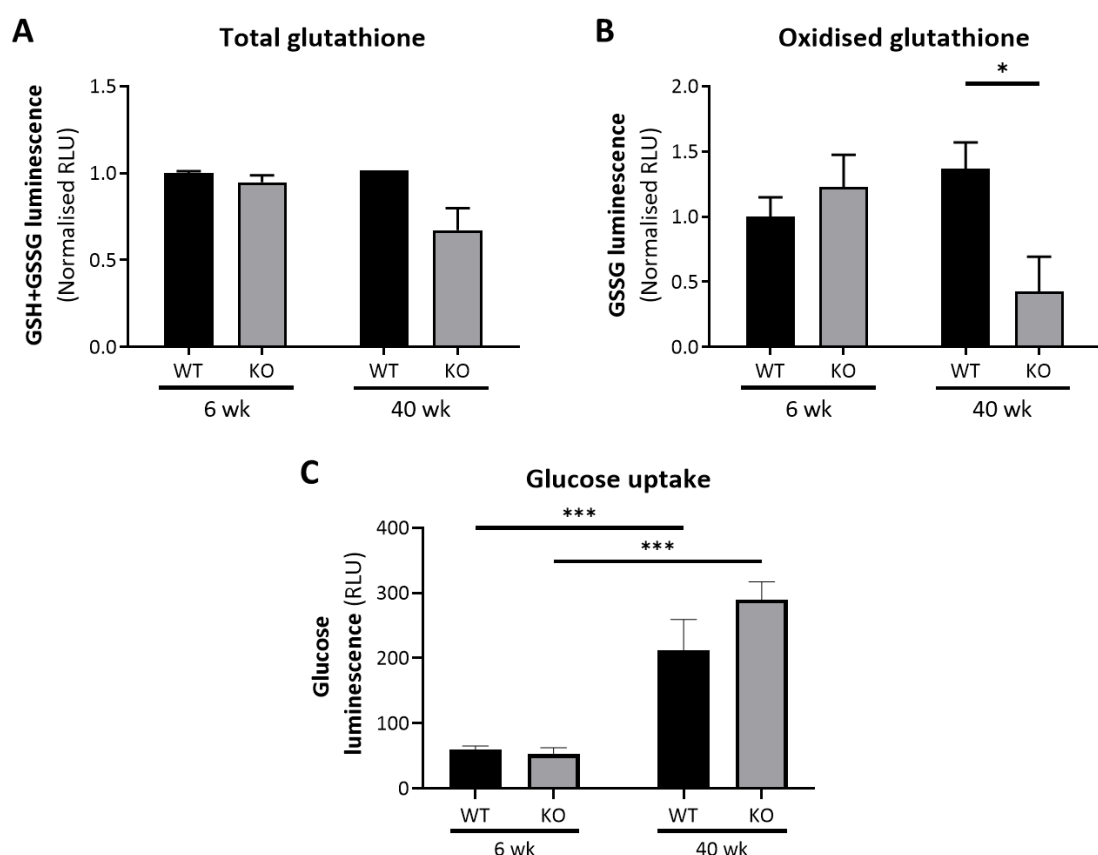 A
Total glutathione
GSH+GSSG luminescence
(Normalised RLU)
1.5
1.0
0.5
0.0
WT
KO
WT
KO
6 wk
40 wk
B
Oxidised glutathione
*
GSSG luminescence
(Normalised RLU)
2.0
1.5
1.0
0.5
0.0
WT
KO
WT
KO
6 wk
40 wk
C
Glucose uptake
***
***
Glucose
luminescence (RLU)
400
300
200
100
0
WT
KO
WT
KO
6 wk
40 wk